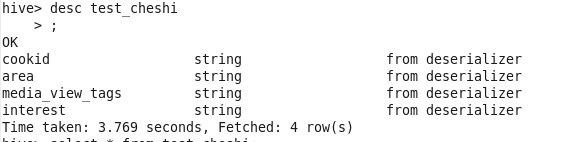 hive> desc test_cheshi
    > ;
OK
cookid                  string                  from deserializer
area                    string                  from deserializer
media_view_tags         string                  from deserializer
interest                string                  from deserializer
Time taken: 3.769 seconds, Fetched: 4 row(s)
hive> select * from test_cheshi;